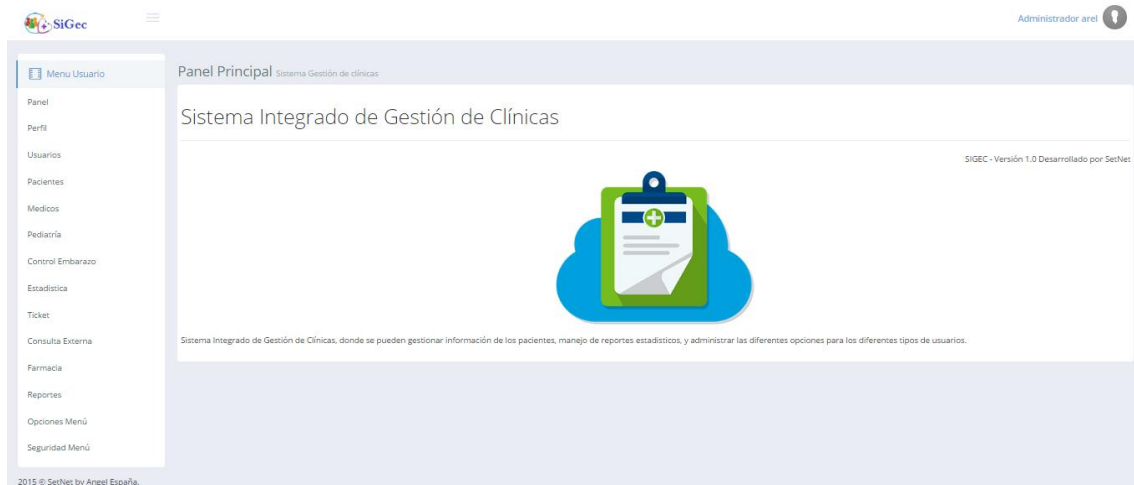 SiGec
Administrador arel
Menu Usuario
Panel
Perfil
Usuarios
Pacientes
Medicos
Pediatría
Control Embarazo
Estadistica
Ticket
Consulta Externa
Farmacia
Reportes
Opciones Menú
Seguridad Menú
2015 © SetNet by Angel España.
Panel Principal Sistema Gestión de clínicas
Sistema Integrado de Gestión de Clínicas
SIGEC - Versión 1.0 Desarrollado por SetNet
Sistema Integrado de Gestión de Clínicas, donde se pueden gestionar información de los pacientes, manejo de reportes estadisticos, y administrar las diferentes opciones para los diferentes tipos de usuarios.